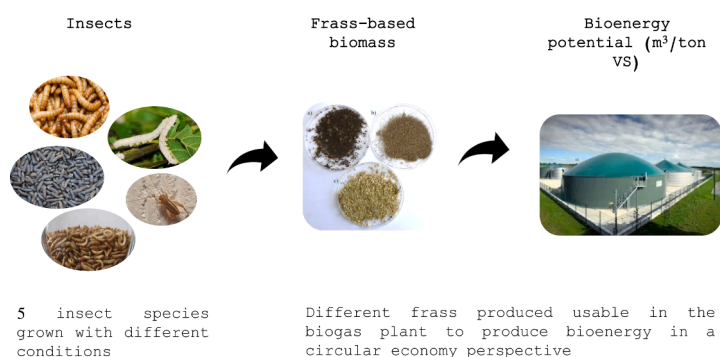 Insects
Frass-based
biomass
Bioenergy
potential (m³/ton
VS)
a)
b)
c)
5 insect species
grown with different
conditions
Different frass produced usable in the
biogas plant to produce bioenergy in a
circular economy perspective